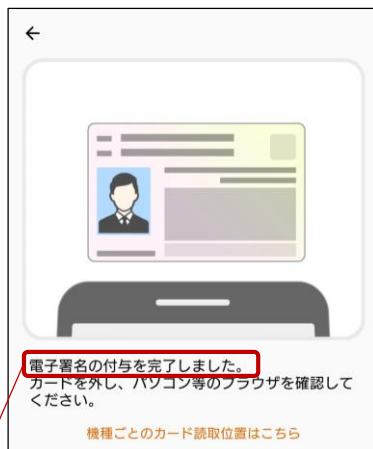 電子署名の付与を完了しました。
カードを外し、パソコン等のブラウザを確認して
ください。
機種ごとのカード読取位置はこちら